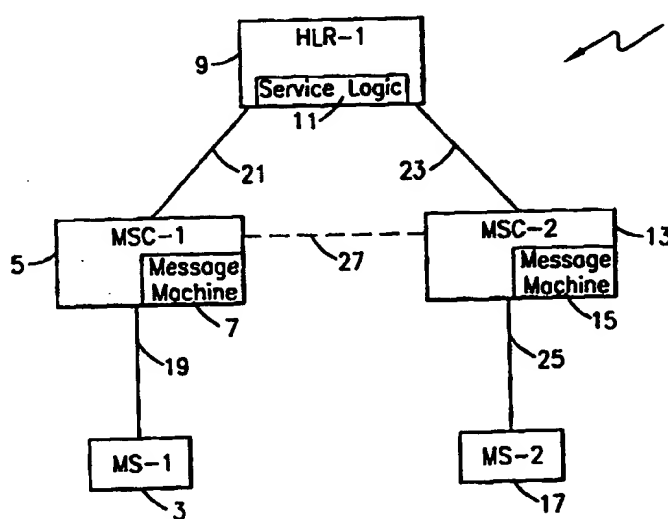 HLR-1
9
Service Logic
11
21
23
MSC-1
5
Message
Machine
7
27
MSC-2
13
Message
Machine
15
19
25
MS-1
3
MS-2
17